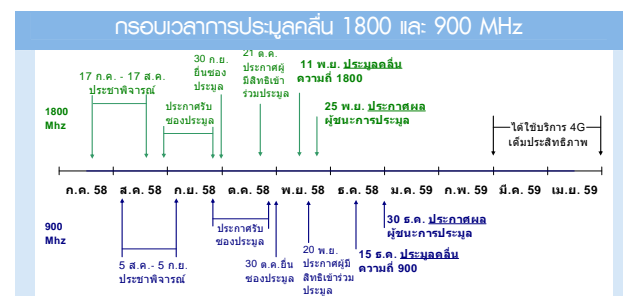 กรอบเวลาการประมูลคลื่น 1800 และ 900 MHz
17 ก.ค. - 17 ส.ค.
ประชาพิจารณ์
30 ก.ย.
ยื่นซอง
ประมูล
21 ต.ค.
ประกาศผู้
มีสิทธิเข้า
ร่วมประมูล
11 พ.ย. ประมูลคลื่น
ความถี่ 1800
ประกาศรับ
ซองประมูล
25 พ.ย. ประกาศผล
ผู้ชนะการประมูล
1800
Mhz
ได้ใช้บริการ 4G
เต็มประสิทธิภาพ
ก.ค. 58 ส.ค. 58 ก.ย. 58 ต.ค. 58 พ.ย. 58 ธ.ค. 58 ม.ค. 59 ก.พ. 59 มี.ค. 59 เม.ย. 59
900
Mhz
5 ส.ค.- 5 ก.ย.
ประชาพิจารณ์
ประกาศรับ
ซองประมูล
30 ต.ค.ยื่น
ซองประมูล
20 พ.ย.
ประกาศผู้มี
สิทธิเข้าร่วม
ประมูล
15 ธ.ค. ประมูลคลื่น
ความถี่ 900
30 ธ.ค. ประกาศผล
ผู้ชนะการประมูล